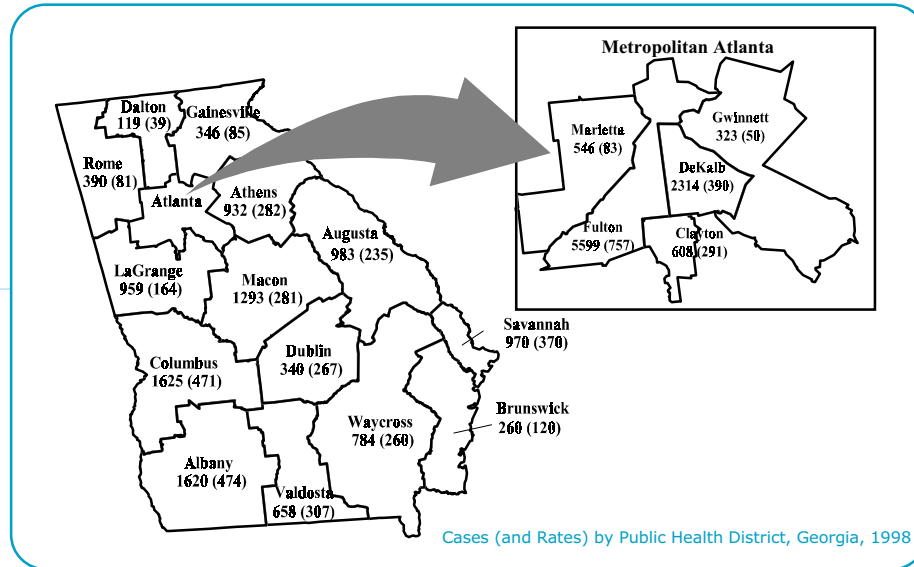 Metropolitan Atlanta
Dalton
119 (39)
Gainesville
346 (85)
Rome
390 (81)
Atlanta
Athens
932 (282)
Augusta
983 (235)
LaGrange
959 (164)
Macon
1293 (281)
Columbus
1625 (471)
Dublin
340 (267)
Savannah
970 (370)
Waycross
784 (260)
Brunswick
260 (120)
Albany
1620 (474)
Valdosta
658 (307)
Marietta
546 (83)
Gwinnett
323 (50)
DeKalb
2314 (390)
Fulton
5599 (757)
Clayton
608 (291)
Cases (and Rates) by Public Health District, Georgia, 1998